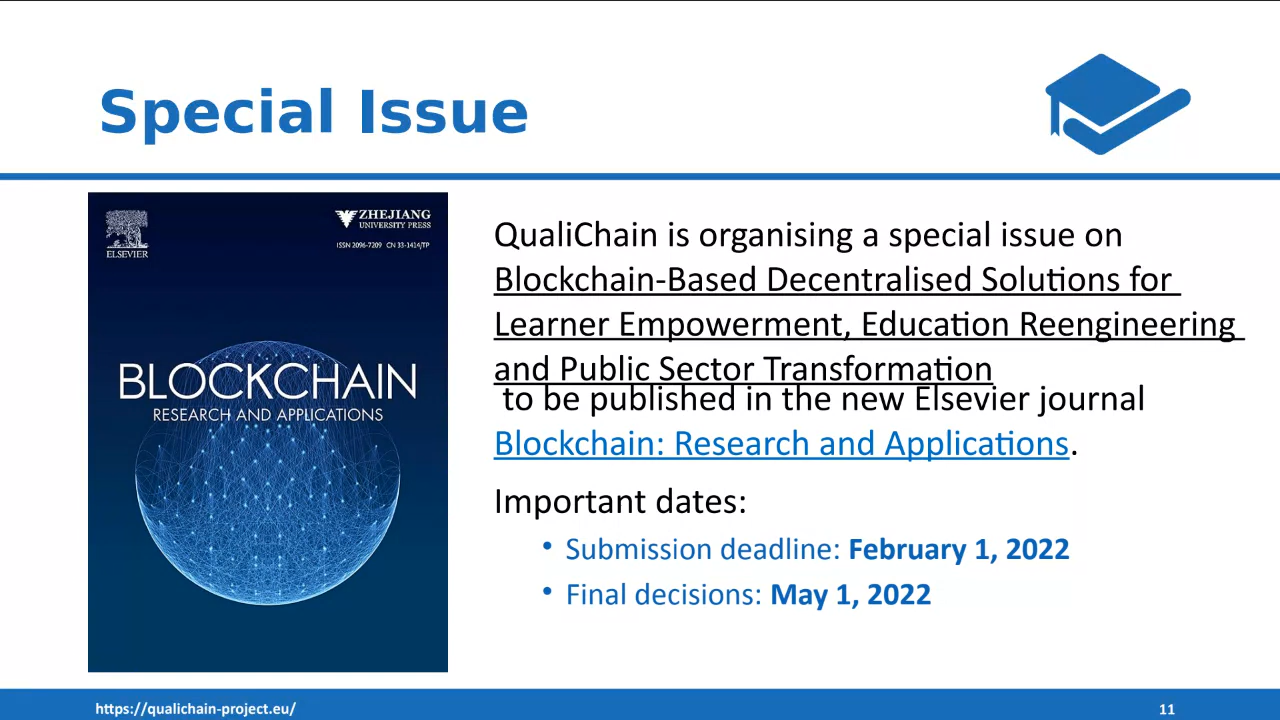 Special Issue
ELSEVIER
ZHEJIANG
UNIVERSITY PRESS
ISSN 2096-7209 CN 33-1414/TP
BLOCKCHAIN
RESEARCH AND APPLICATIONS
QualiChain is organising a special issue on
Blockchain-Based Decentralised Solutions for
Learner Empowerment, Education Reengineering
and Public Sector Transformation
to be published in the new Elsevier journal
Blockchain: Research and Applications.
Important dates:
• Submission deadline: February 1, 2022
• Final decisions: May 1, 2022
https://qualichain-project.eu/
11